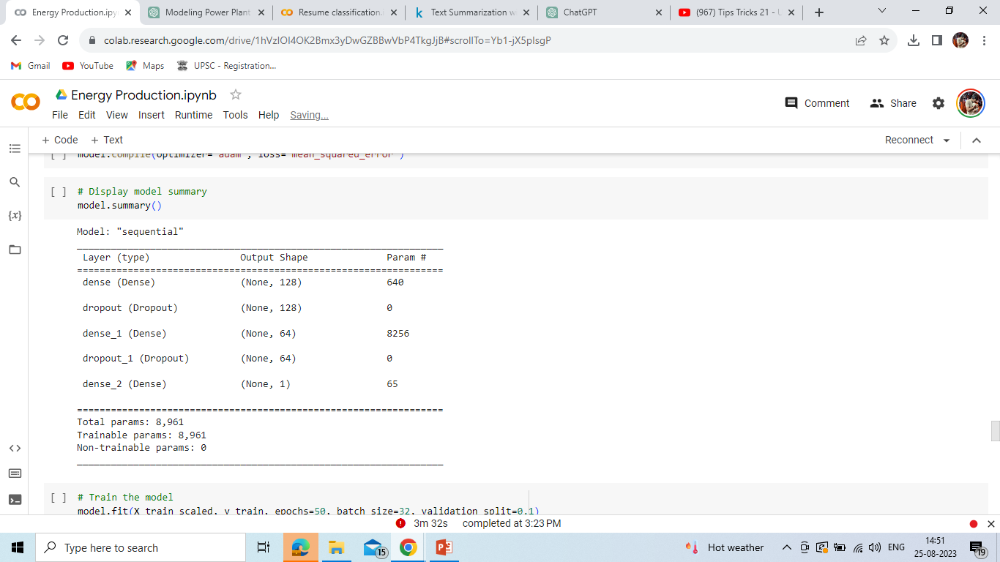 Energy Production.ipy
Modeling Power Plant
Resume classification.
Text Summarization w
ChatGPT
(967) Tips Tricks 21 -
colab.research.google.com/drive/1hVzIOI4OK2Bmx3yDwGZBBwVbP4TkgJjB#scrollTo=Yb1-jX5pIsgP
Gmail YouTube Maps UPSC - Registration...
Energy Production.ipynb
Comment Share
File Edit View Insert Runtime Tools Help Saving...
+ Code + Text Reconnect
[ ] model.compile(optimizer='adam', loss='mean_squared_error')
[ ] # Display model summary
model.summary()
Model: "sequential"
Layer (type) Output Shape Param #
=================================================================
dense (Dense) (None, 128) 640
dropout (Dropout) (None, 128) 0
dense_1 (Dense) (None, 64) 8256
dropout_1 (Dropout) (None, 64) 0
dense_2 (Dense) (None, 1) 65
=================================================================
Total params: 8,961
Trainable params: 8,961
Non-trainable params: 0
[ ] # Train the model
model.fit(X_train_scaled, y_train, epochs=50, batch_size=32, validation_split=0.1)
3m 32s completed at 3:23 PM
Type here to search
15
Hot weather
ENG
14:51
25-08-2023
19